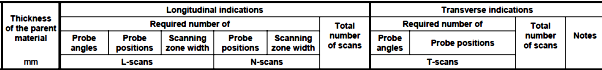 Thickness
of the parent
material
mm
Longitudinal indications
Required number of
Probe
angles
Probe
positions
Scanning
zone width
Probe
positions
Scanning
zone width
L-scans
N-scans
Total
number
of scans
Transverse indications
Required number of
Probe
angles
Probe positions
T-scans
Total
number
of scans
Notes